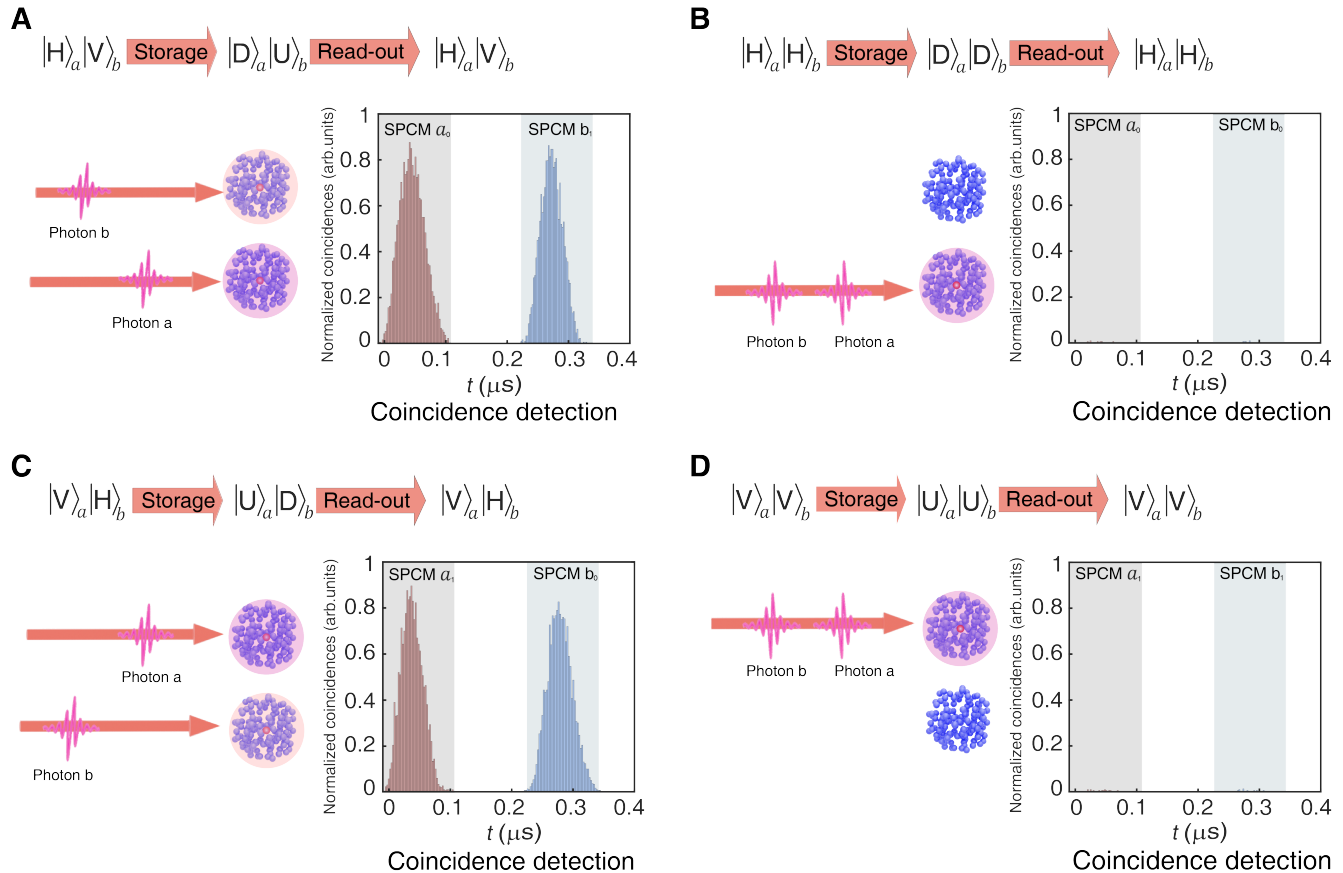 A
|H⟩a|V⟩b Storage |D⟩a|U⟩b Read-out |H⟩a|V⟩b
Photon b
Photon a
Normalized coincidences (arb.units)
1
0.8
0.6
0.4
0.2
0
SPCM a₀ SPCM b₁
0 0.1 0.2 0.3 0.4
t (μs)
Coincidence detection
B
|H⟩a|H⟩b Storage |D⟩a|D⟩b Read-out |H⟩a|H⟩b
Photon b Photon a
Normalized coincidences (arb.units)
1
0.8
0.6
0.4
0.2
0
SPCM a₀ SPCM b₀
0 0.1 0.2 0.3 0.4
t (μs)
Coincidence detection
C
|V⟩a|H⟩b Storage |U⟩a|D⟩b Read-out |V⟩a|H⟩b
Photon a
Photon b
Normalized coincidences (arb.units)
1
0.8
0.6
0.4
0.2
0
SPCM a₁ SPCM b₀
0 0.1 0.2 0.3 0.4
t (μs)
Coincidence detection
D
|V⟩a|V⟩b Storage |U⟩a|U⟩b Read-out |V⟩a|V⟩b
Photon b Photon a
Normalized coincidences (arb.units)
1
0.8
0.6
0.4
0.2
0
SPCM a₁ SPCM b₁
0 0.1 0.2 0.3 0.4
t (μs)
Coincidence detection